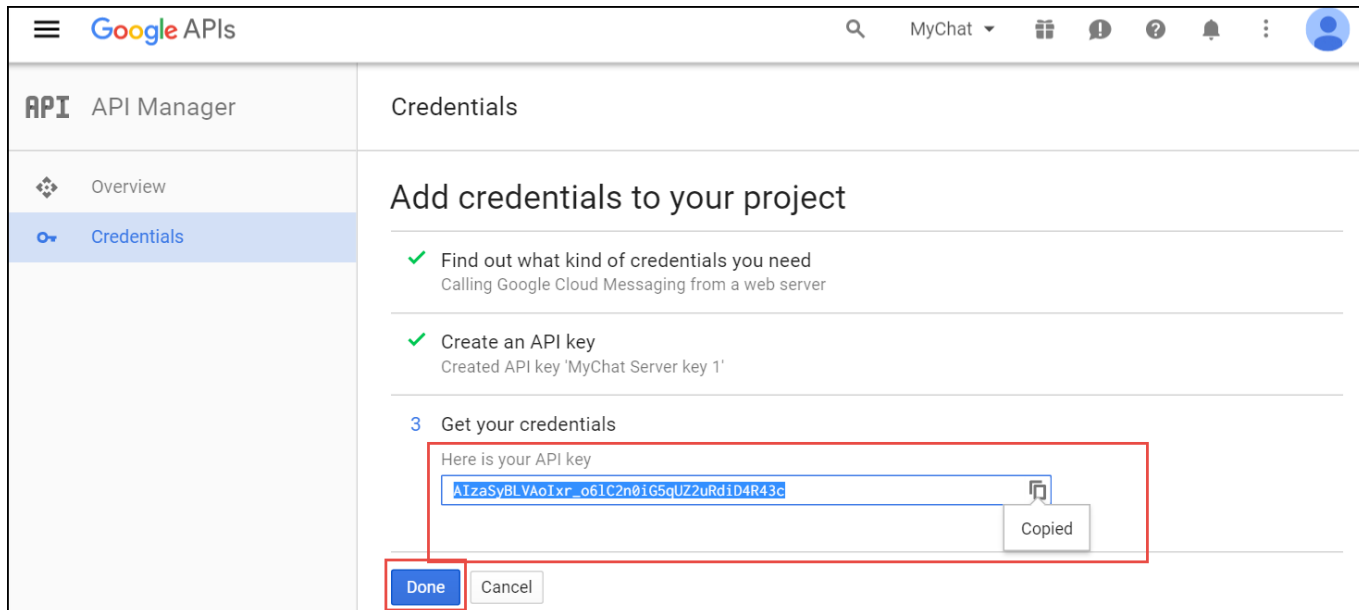 Google APIs
MyChat
API API Manager
Credentials
Overview
Credentials
Add credentials to your project
Find out what kind of credentials you need
Calling Google Cloud Messaging from a web server
Create an API key
Created API key 'MyChat Server key 1'
3 Get your credentials
Here is your API key
AIzaSyBLVAoIxr_o6lC2n0iG5qUZ2uRdiD4R43c
Copied
Done
Cancel